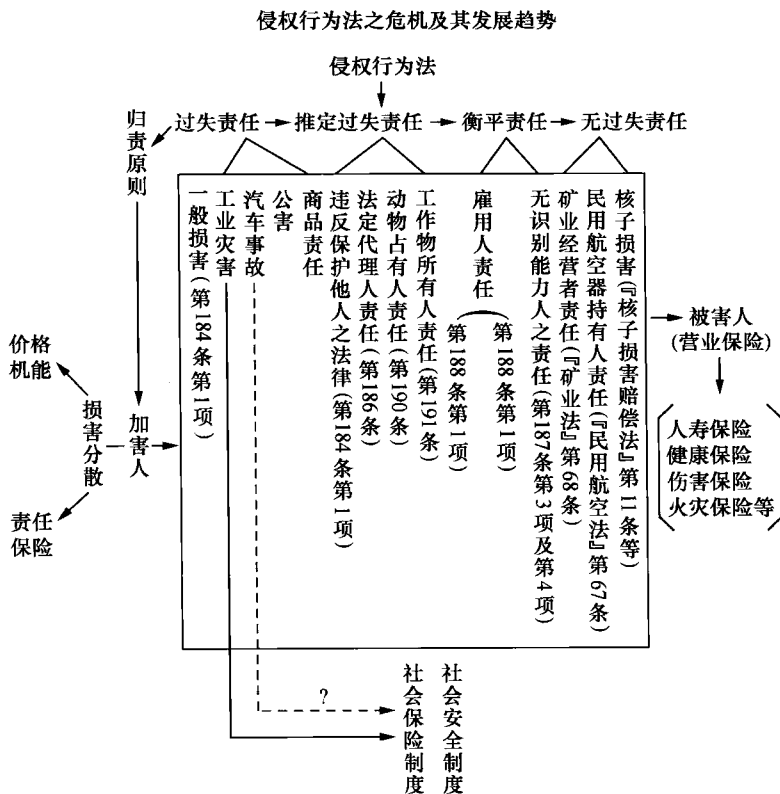 侵权行为法之危机及其发展趋势
侵权行为法
归责原则
过失责任
推定过失责任
衡平责任
无过失责任
一般损害(第184条第1项)
工业灾害
汽车事故
公害
商品责任
违反保护他人之法律(第184条第1项)
法定代理人责任(第186条)
动物占有人责任(第190条)
工作物所有人责任(第191条)
雇用人责任
第188条第1项
第188条第1项
无识别能力人之责任(第187条第3项及第4项)
矿业经营者责任(『矿业法』第68条)
民用航空器持有人责任(『民用航空法』第67条)
核子损害(『核子损害赔偿法』第11条等)
价格
机能
损害分散
加害人
责任
保险
被害人
(营业保险)
人寿保险
健康保险
伤害保险
火灾保险等
?
社会保险制度
社会安全制度